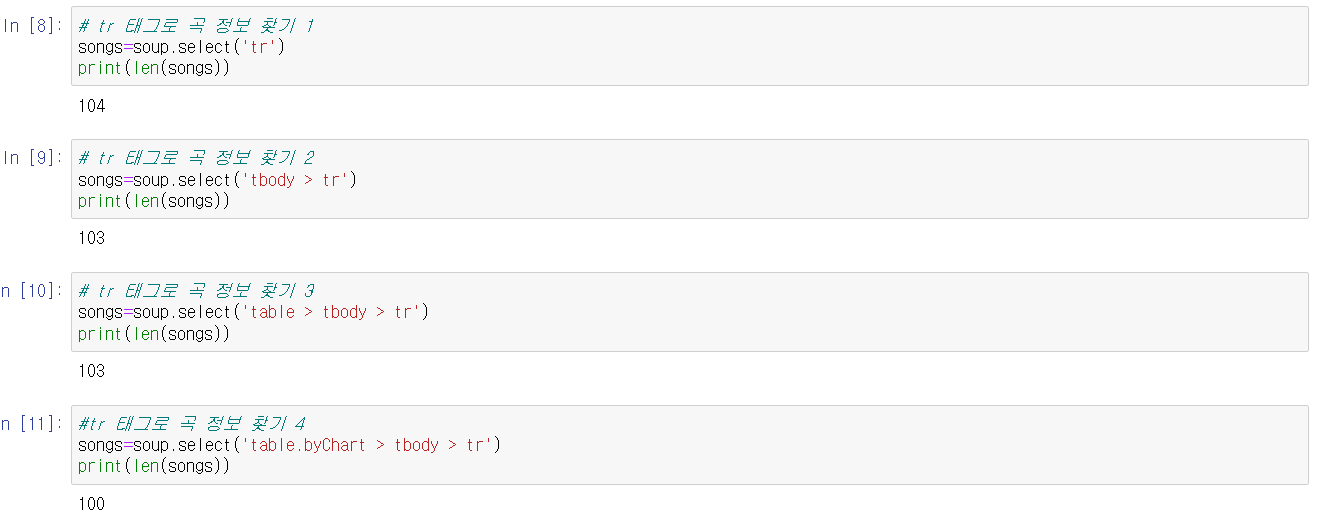 In [8]:
# tr 태그로 곡 정보 찾기 1
songs=soup.select('tr')
print(len(songs))
104
In [9]:
# tr 태그로 곡 정보 찾기 2
songs=soup.select('tbody > tr')
print(len(songs))
103
n [10]:
# tr 태그로 곡 정보 찾기 3
songs=soup.select('table > tbody > tr')
print(len(songs))
103
n [11]:
#tr 태그로 곡 정보 찾기 4
songs=soup.select('table.byChart > tbody > tr')
print(len(songs))
100